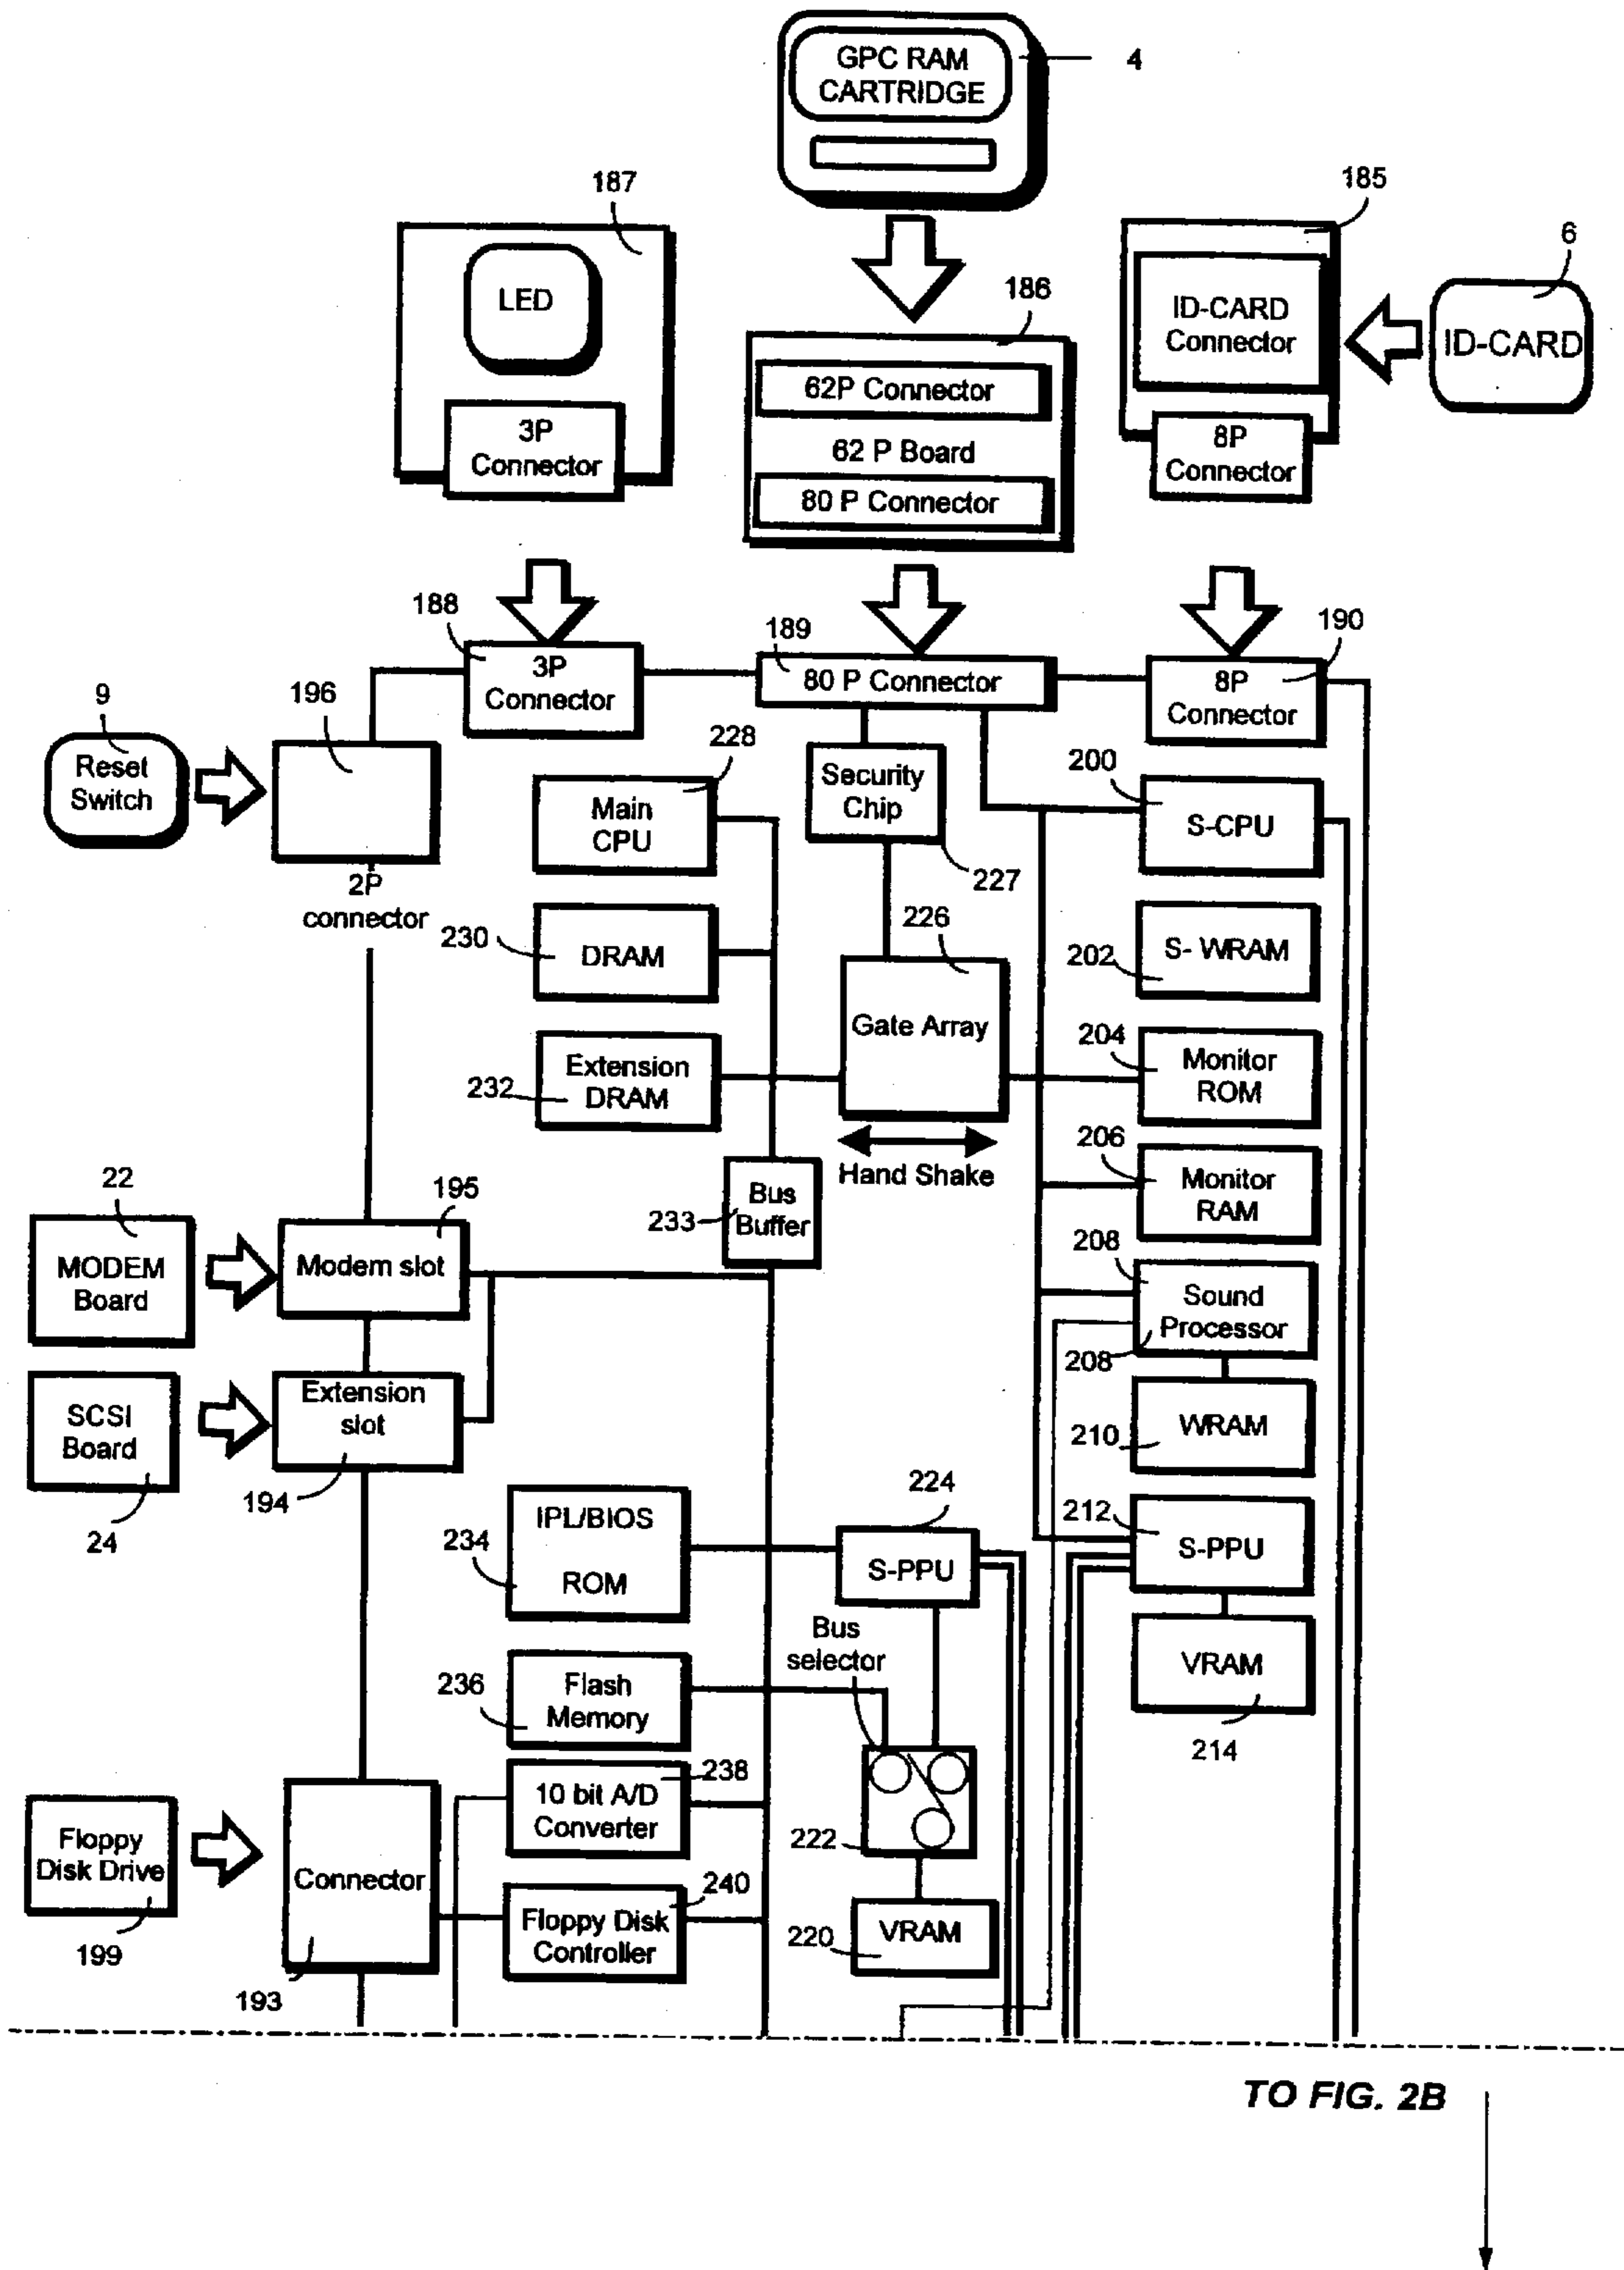 GPC RAM
CARTRIDGE
4
187
LED
3P
Connector
186
62P Connector
62 P Board
80 P Connector
185
ID-CARD
Connector
8P
Connector
6
ID-CARD
188
3P
Connector
189
80 P Connector
190
8P
Connector
9
Reset
Switch
196
2P
connector
228
Main
CPU
Security
Chip
227
200
S-CPU
230
DRAM
226
Gate Array
202
S- WRAM
232
Extension
DRAM
Hand Shake
204
Monitor
ROM
206
Monitor
RAM
22
MODEM
Board
195
Modem slot
233
Bus
Buffer
208
Sound
Processor
208
SCSI
Board
24
Extension
slot
194
210
WRAM
IPL/BIOS
234
ROM
224
S-PPU
212
S-PPU
Bus
selector
236
Flash
Memory
VRAM
214
238
10 bit A/D
Converter
222
Floppy
Disk Drive
199
Connector
193
240
Floppy Disk
Controller
220
VRAM
TO FIG. 2B